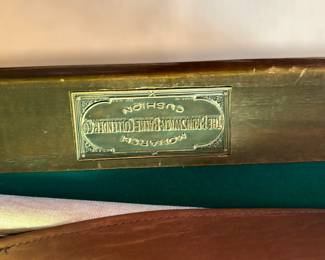 MONARCH
THE BRUNSWICK-BALKE-COLLENDER CO.
CUSHION